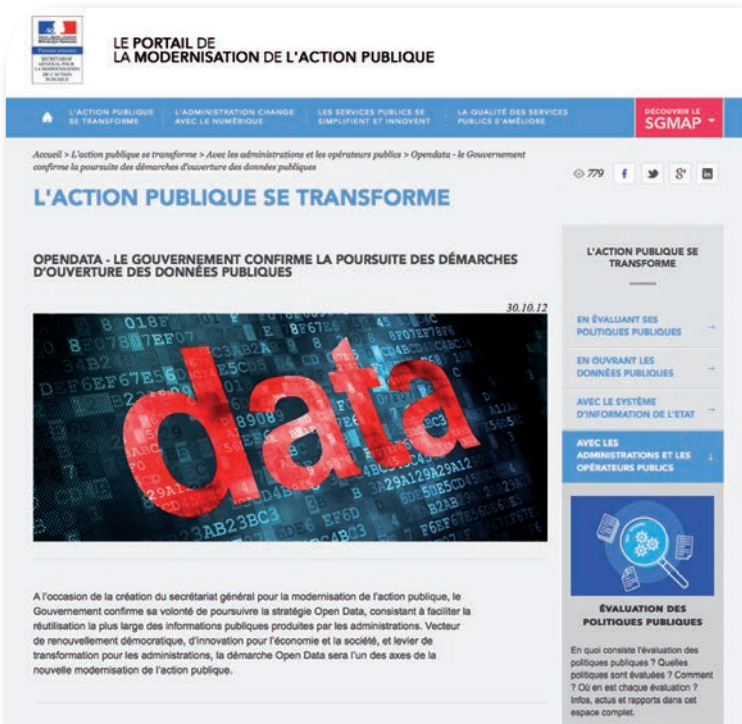 LE PORTAIL DE
LA MODERNISATION DE L'ACTION PUBLIQUE
L'ACTION PUBLIQUE
SE TRANSFORME
L'ADMINISTRATION CHANGE
AVEC LE NUMÉRIQUE
LES SERVICES PUBLICS SE
SIMPLIFIENT ET INNOVENT
LA QUALITÉ DES SERVICES
PUBLICS S'AMÉLIORE
DÉCOUVRIR LE
SGMAP
Accueil > L'action publique se transforme > Avec les administrations et les opérateurs publics > Opendata - le Gouvernement
confirme la poursuite des démarches d'ouverture des données publiques
779
L'ACTION PUBLIQUE SE TRANSFORME
OPENDATA - LE GOUVERNEMENT CONFIRME LA POURSUITE DES DÉMARCHES
D'OUVERTURE DES DONNÉES PUBLIQUES
30.10.12
data
A l'occasion de la création du secrétariat général pour la modernisation de l'action publique, le
Gouvernement confirme sa volonté de poursuivre la stratégie Open Data, consistant à faciliter la
réutilisation la plus large des informations publiques produites par les administrations. Vecteur
de renouvellement démocratique, d'innovation pour l'économie et la société, et levier de
transformation pour les administrations, la démarche Open Data sera l'un des axes de la
nouvelle modernisation de l'action publique.
L'ACTION PUBLIQUE SE
TRANSFORME
EN ÉVALUANT SES
POLITIQUES PUBLIQUES
EN OUVRANT LES
DONNÉES PUBLIQUES
AVEC LE SYSTÈME
D'INFORMATION DE L'ETAT
AVEC LES
ADMINISTRATIONS ET LES
OPÉRATEURS PUBLICS
ÉVALUATION DES
POLITIQUES PUBLIQUES
En quoi consiste l'évaluation des
politiques publiques ? Quelles
politiques sont évaluées ? Comment
? Où en est chaque évaluation ?
Infos, actus et rapports dans cet
espace complet.